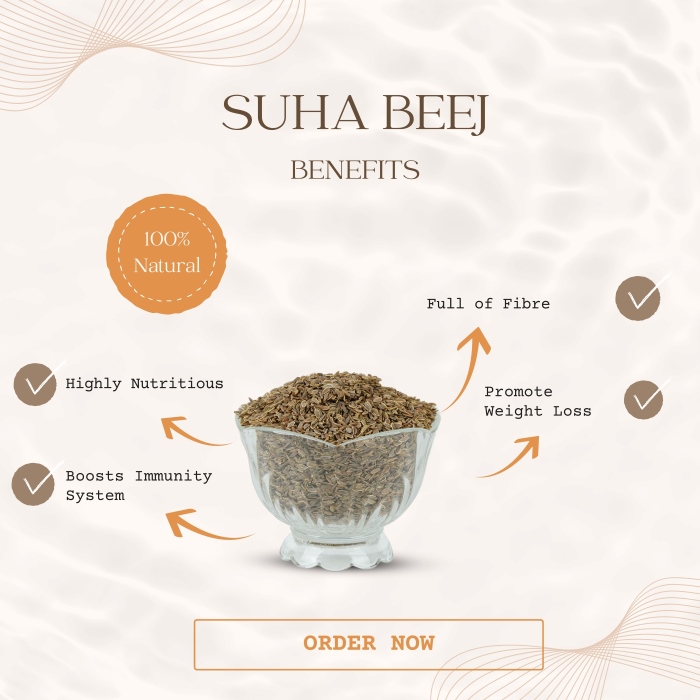 SUHA BEEJ
BENEFITS
100%
Natural
Full of Fibre
Highly Nutritious
Promote
Weight Loss
Boosts Immunity
System
ORDER NOW